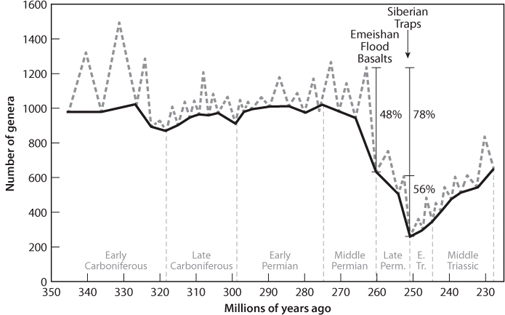 Siberian
Traps
Emeishan
Flood
Basalts
1600
1400
1200
1000
800
600
400
200
0
Number of genera
48%
78%
56%
Early
Carboniferous
Late
Carboniferous
Early
Permian
Middle
Permian
Late
Perm.
E.
Tr.
Middle
Triassic
350
340
330
320
310
300
290
280
270
260
250
240
230
Millions of years ago